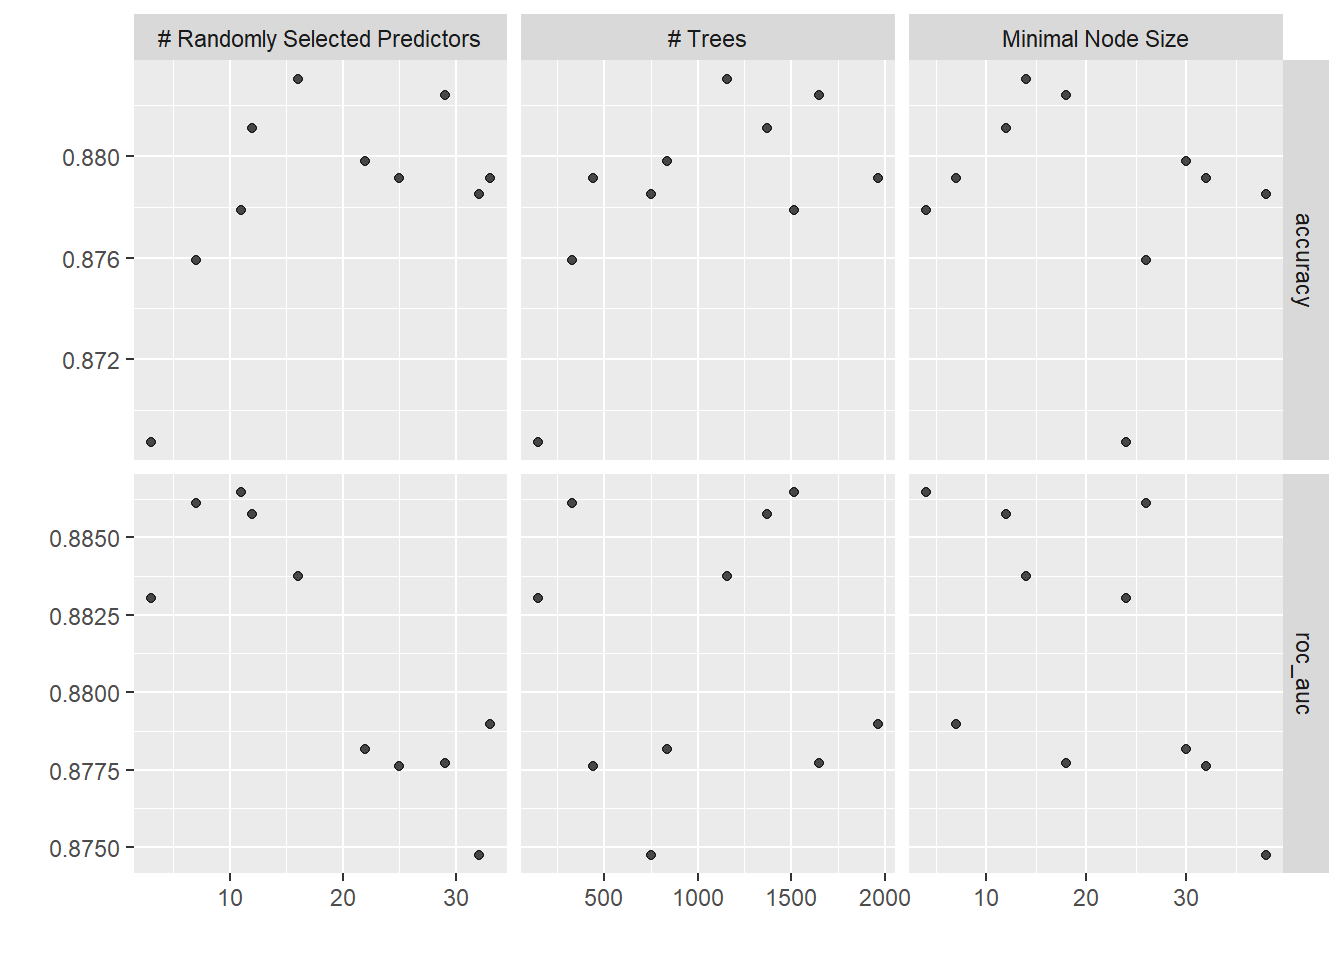 # Randomly Selected Predictors
# Trees
Minimal Node Size
0.880
0.876
0.872
accuracy
0.8850
0.8825
0.8800
0.8775
0.8750
roc_auc
10 20 30
500 1000 1500 2000
10 20 30